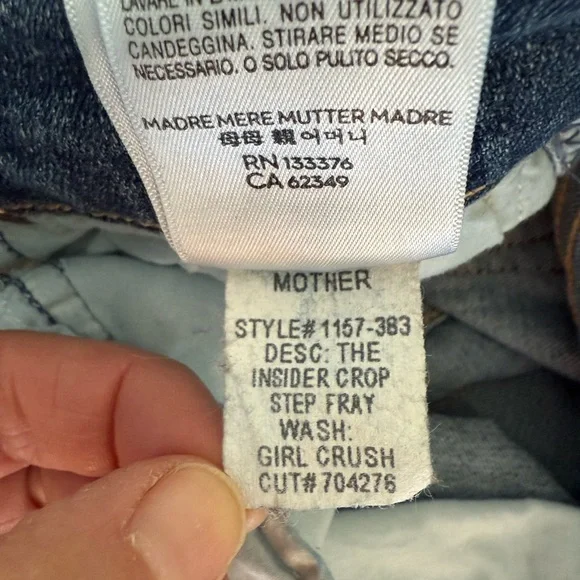 COLORI SIMILI. NON UTILIZZARE
CANDEGGINA. STIRARE MEDIO SE
NECESSARIO. O SOLO PULITO SECCO.
MADRE MERE MUTTER MADRE
母母 親 어머니
RN 133376
CA 62349
MOTHER
STYLE# 1157-383
DESC: THE
INSIDER CROP
STEP FRAY
WASH:
GIRL CRUSH
CUT# 704276